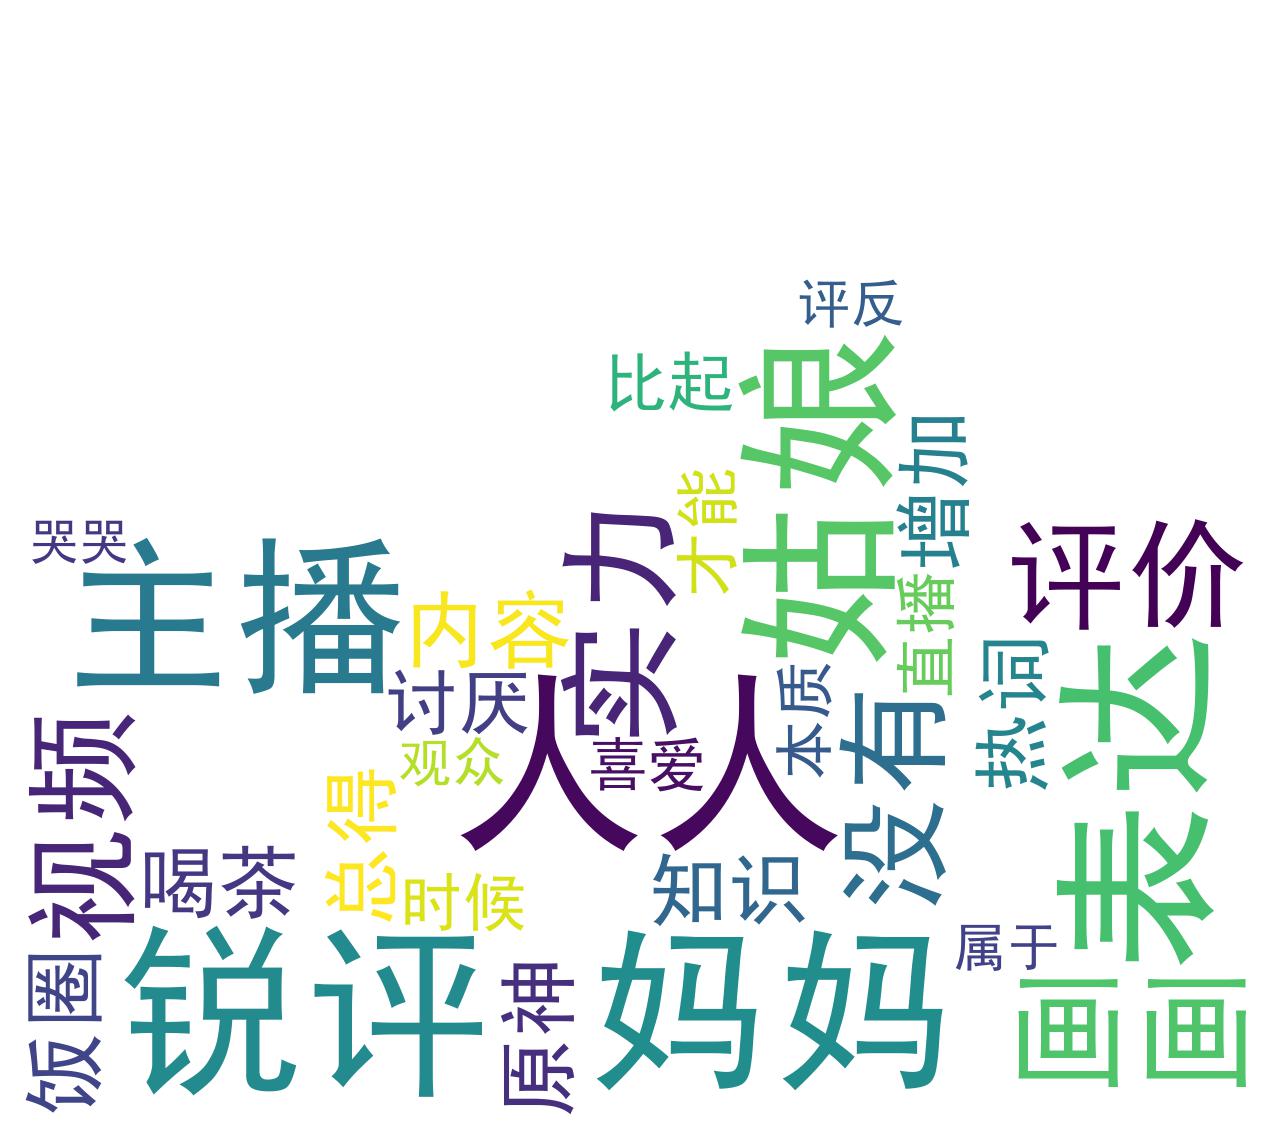 评反
比起
姑娘
增加
才能
实力
哭哭
主播
内容
评价
直播
讨厌
人人
喜爱
本质
没有
热词
表达
观众
视频
总得
喝茶
时候
知识
饭圈
锐评
原神
妈妈
属于
画画